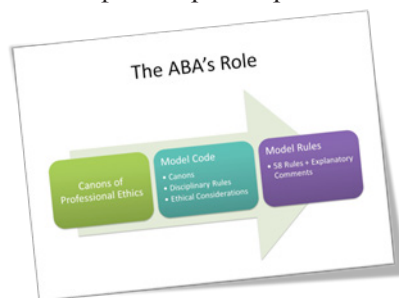 The ABA's Role
Canons of
Professional Ethics
Model Code
• Canons
• Disciplinary Rules
• Ethical Considerations
Model Rules
• 58 Rules + Explanatory
Comments